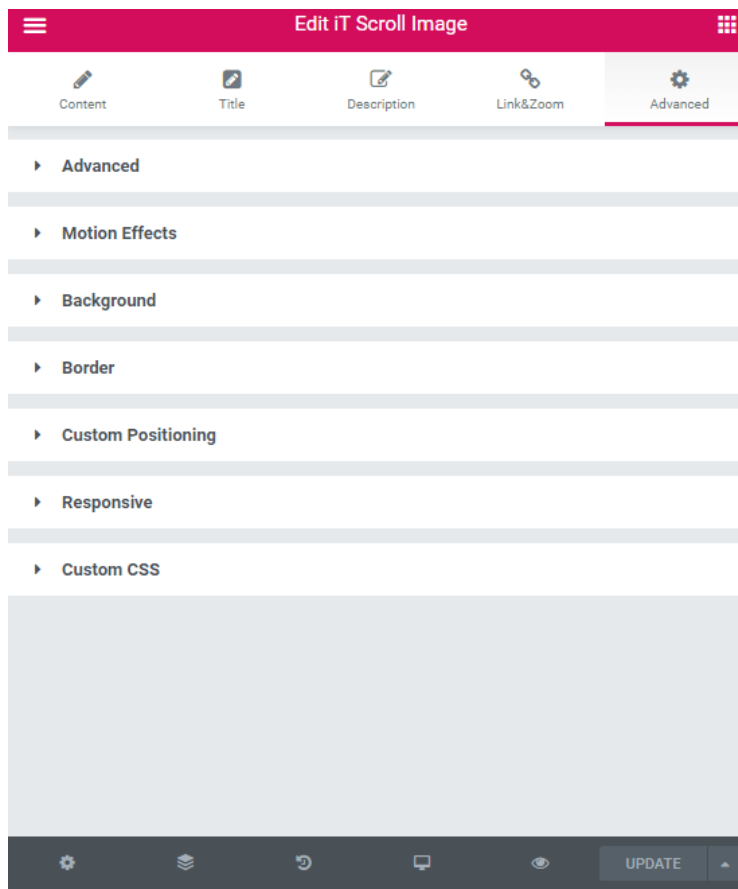 Edit iT Scroll Image
Content Title Description Link&Zoom Advanced
Advanced
Motion Effects
Background
Border
Custom Positioning
Responsive
Custom CSS
UPDATE